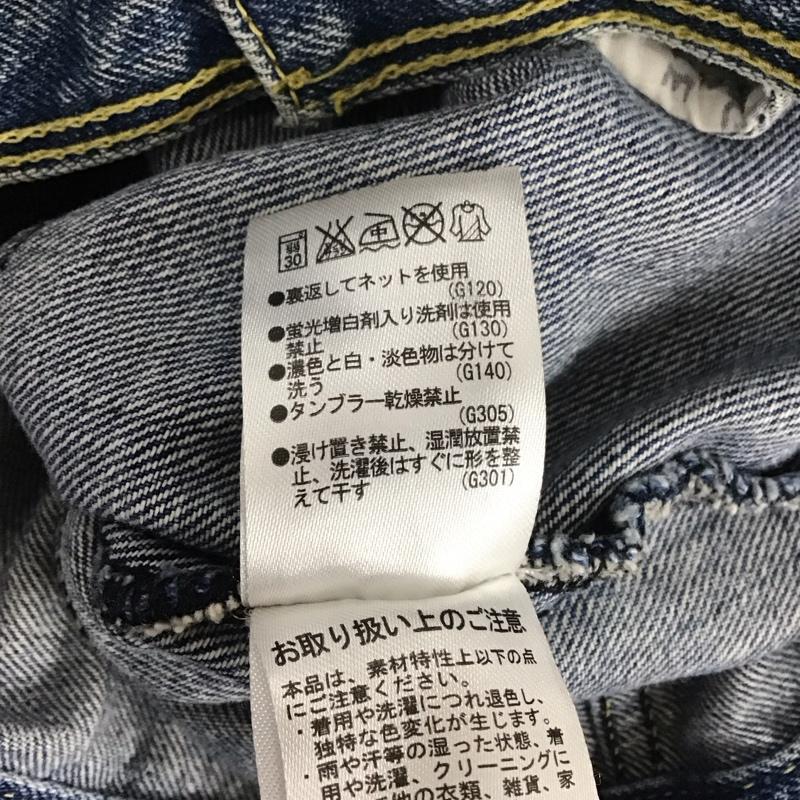 弱
30
●裏返してネットを使用
(G120)
●蛍光増白剤入り洗剤は使用
禁止 (G130)
●濃色と白・淡色物は分けて
洗う (G140)
●タンブラー乾燥禁止
(G305)
●浸け置き禁止、湿潤放置禁
止、洗濯後はすぐに形を整
えて干す (G301)
お取り扱い上のご注意
本品は、素材特性上以下の点
にご注意ください。
・着用や洗濯につれ退色し、
独特な色変化が生じます。
・雨や汗等の湿った状態、着
用や洗濯、クリーニングに
他の衣類、雑貨、家